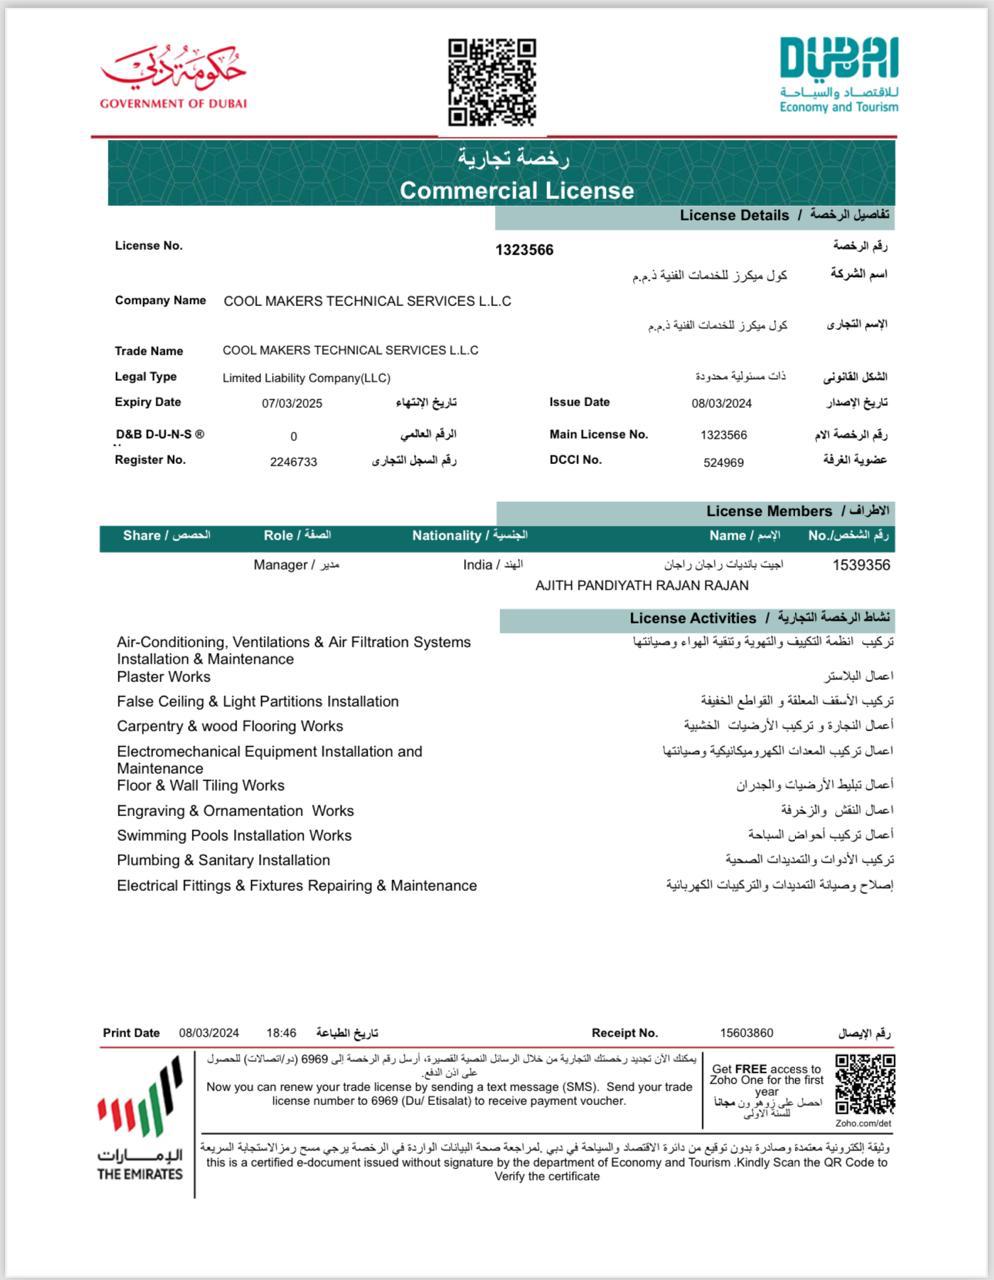 حكومة دبي
GOVERNMENT OF DUBAI
DUBAI
للاقتصاد والسياحة
Economy and Tourism
رخصة تجارية
Commercial License
License Details / تفاصيل الرخصة
License No. 1323566 رقم الرخصة
كول ميكرز للخدمات الفنية ذ.م.م اسم الشركة
Company Name COOL MAKERS TECHNICAL SERVICES L.L.C
كول ميكرز للخدمات الفنية ذ.م.م الإسم التجارى
Trade Name COOL MAKERS TECHNICAL SERVICES L.L.C
Legal Type Limited Liability Company(LLC) ذات مسئولية محدودة الشكل القانونى
Expiry Date 07/03/2025 تاريخ الإنتهاء Issue Date 08/03/2024 تاريخ الإصدار
D&B D-U-N-S ® 0 الرقم العالمي Main License No. 1323566 رقم الرخصة الام
Register No. 2246733 رقم السجل التجارى DCCI No. 524969 عضوية الغرفة
License Members / الاطراف
Share / الحصص Role / الصفة Nationality / الجنسية Name / الإسم No./رقم الشخص
Manager / مدير India / الهند اجيت بانديات راجان راجان 1539356
AJITH PANDIYATH RAJAN RAJAN
License Activities / نشاط الرخصة التجارية
Air-Conditioning, Ventilations & Air Filtration Systems تركيب انظمة التكييف والتهوية وتنقية الهواء وصيانتها
Installation & Maintenance
Plaster Works اعمال البلاستر
False Ceiling & Light Partitions Installation تركيب الأسقف المعلقة و القواطع الخفيفة
Carpentry & wood Flooring Works أعمال النجارة و تركيب الأرضيات الخشبية
Electromechanical Equipment Installation and اعمال تركيب المعدات الكهروميكانيكية وصيانتها
Maintenance
Floor & Wall Tiling Works أعمال تبليط الأرضيات والجدران
Engraving & Ornamentation Works اعمال النقش والزخرفة
Swimming Pools Installation Works أعمال تركيب أحواض السباحة
Plumbing & Sanitary Installation تركيب الأدوات والتمديدات الصحية
Electrical Fittings & Fixtures Repairing & Maintenance إصلاح وصيانة التمديدات والتركيبات الكهربائية
Print Date 08/03/2024 18:46 تاريخ الطباعة Receipt No. 15603860 رقم الإيصال
يمكنك الآن تجديد رخصتك التجارية من خلال الرسائل النصية القصيرة، أرسل رقم الرخصة إلى 6969 (دو/اتصالات) للحصول
على اذن الدفع.
Now you can renew your trade license by sending a text message (SMS). Send your trade
license number to 6969 (Du/ Etisalat) to receive payment voucher.
Get FREE access to
Zoho One for the first
year
احصل على زوهو ون مجاناً
للسنة الاولى
Zoho.com/det
الإمارات
THE EMIRATES
وثيقة إلكترونية معتمدة وصادرة بدون توقيع من دائرة الاقتصاد والسياحة في دبي .لمراجعة صحة البيانات الواردة في الرخصة يرجي مسح رمزالاستجابة السريعة
this is a certified e-document issued without signature by the department of Economy and Tourism .Kindly Scan the QR Code to
Verify the certificate